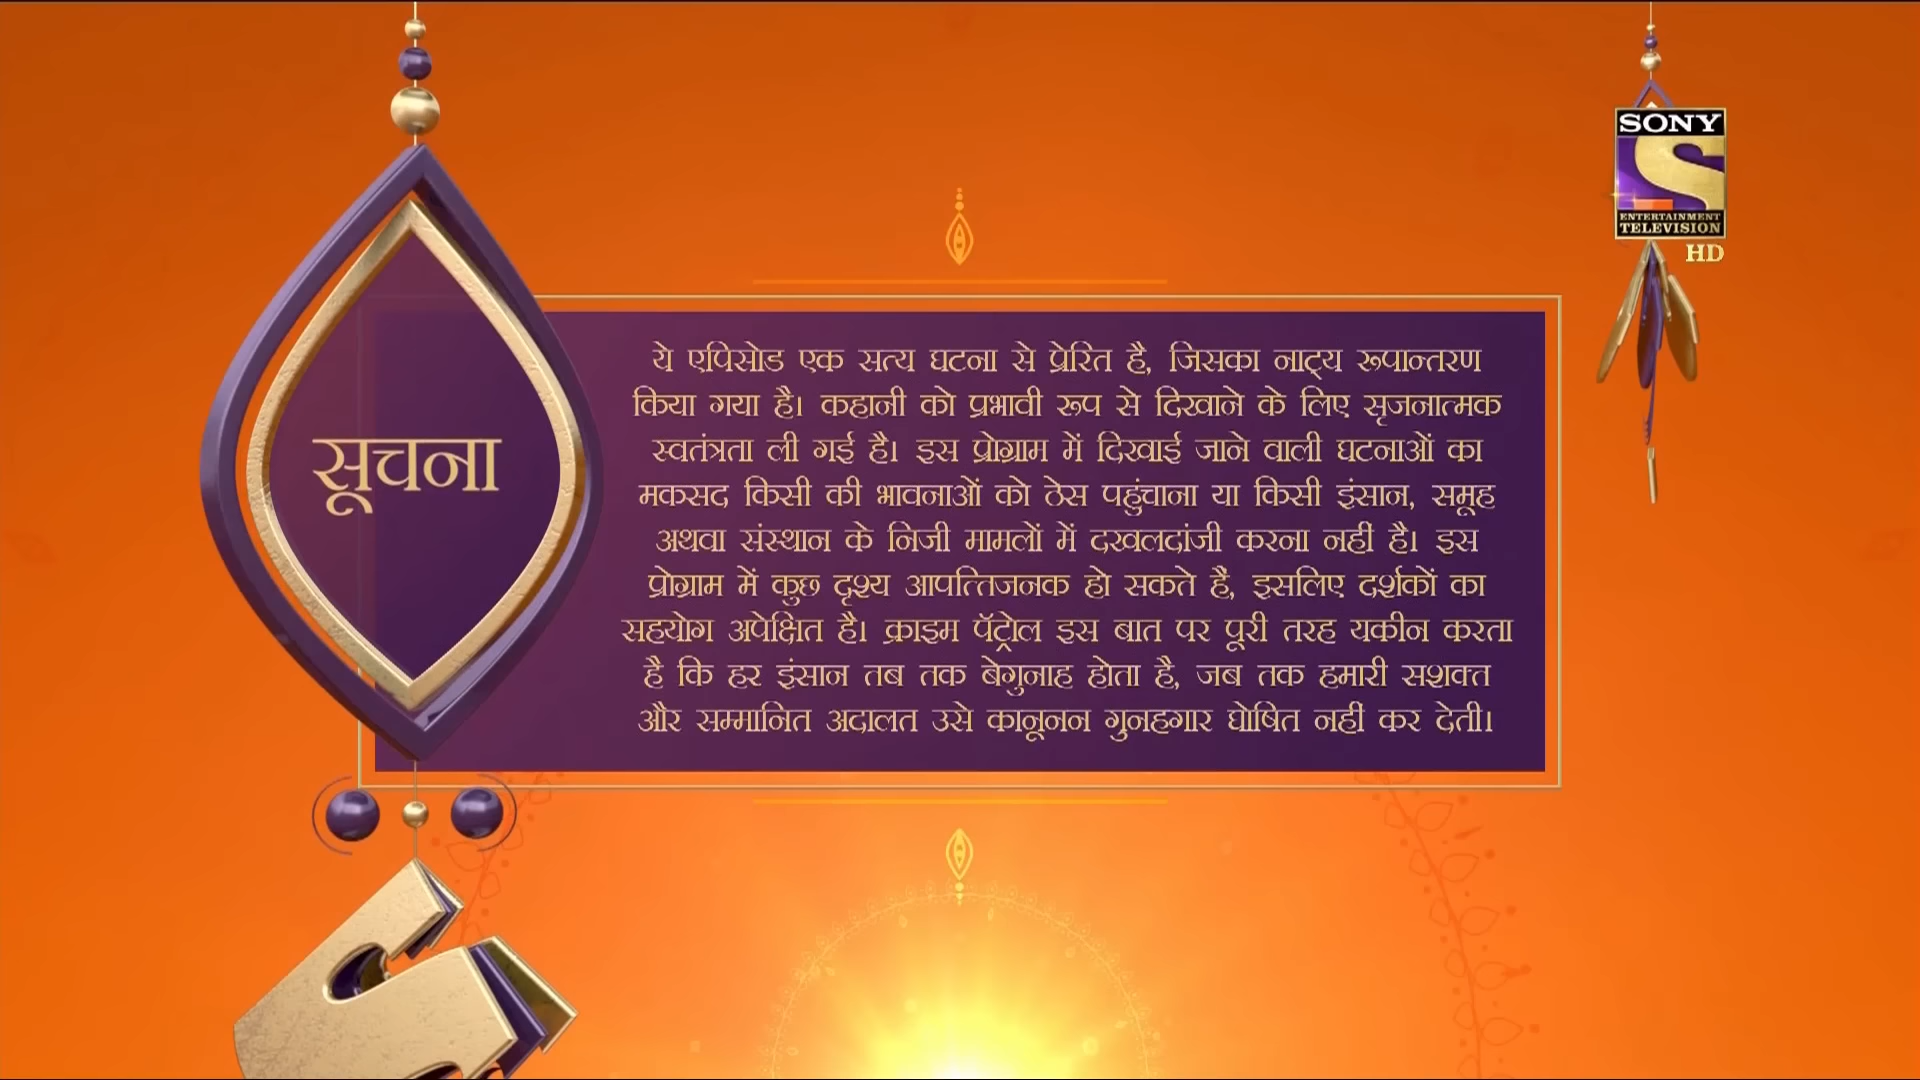 सूचना
ये एपिसोड एक सत्य घटना से प्रेरित है, जिसका नाट्य रूपान्तरण
किया गया है। कहानी को प्रभावी रूप से दिखाने के लिए सृजनात्मक
स्वतंत्रता ली गई है। इस प्रोग्राम में दिखाई जाने वाली घटनाओं का
मकसद किसी की भावनाओं को ठेस पहुंचाना या किसी इंसान, समूह
अथवा संस्थान के निजी मामलों में दखलदांजी करना नहीं है। इस
प्रोग्राम में कुछ दृश्य आपत्तिजनक हो सकते हैं, इसलिए दर्शकों का
सहयोग अपेक्षित है। क्राइम पॅट्रोल इस बात पर पूरी तरह यकीन करता
है कि हर इंसान तब तक बेगुनाह होता है, जब तक हमारी सशक्त
और सम्मानित अदालत उसे कानूनन गुनहगार घोषित नहीं कर देती।
SONY
ENTERTAINMENT
TELEVISION
HD